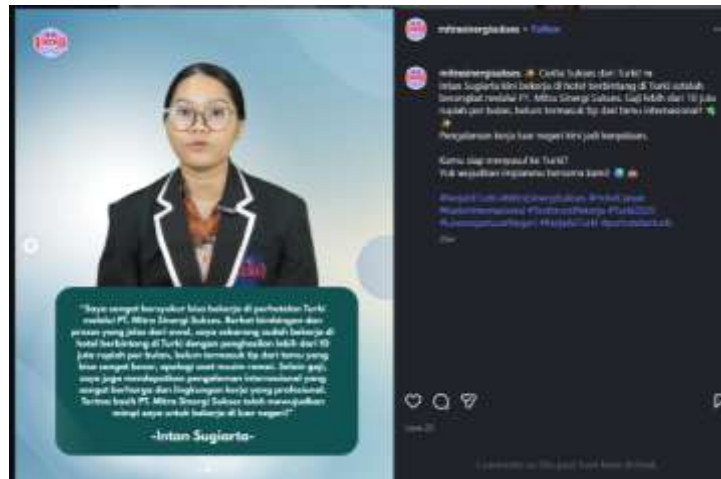 mitrasinergisukses • Follow
mitrasinergisukses Cerita Sukses dari Turki!
Intan Sugiarta kini bekerja di hotel berbintang di Turki setelah
berangkat melalui PT. Mitra Sinergi Sukses. Gaji lebih dari 10 juta
rupiah per bulan, belum termasuk tip dari tamu internasional!
Pengalaman kerja luar negeri kini jadi kenyataan.
Kamu siap menyusul ke Turki?
Yuk wujudkan impianmu bersama kami!
"Saya sangat bersyukur bisa bekerja di perhotelan Turki
melalui PT. Mitra Sinergi Sukses. Berkat bimbingan dan
proses yang jelas dari awal, saya sekarang sudah bekerja di
hotel berbintang di Turki dengan penghasilan lebih dari 10
juta rupiah per bulan, belum termasuk tip dari tamu yang
bisa sangat besar, apalagi saat musim ramai. Selain gaji,
saya juga mendapatkan pengalaman internasional yang
sangat berharga dan lingkungan kerja yang profesional.
Terima kasih PT. Mitra Sinergi Sukses telah mewujudkan
mimpi saya untuk bekerja di luar negeri!"
-Intan Sugiarta-